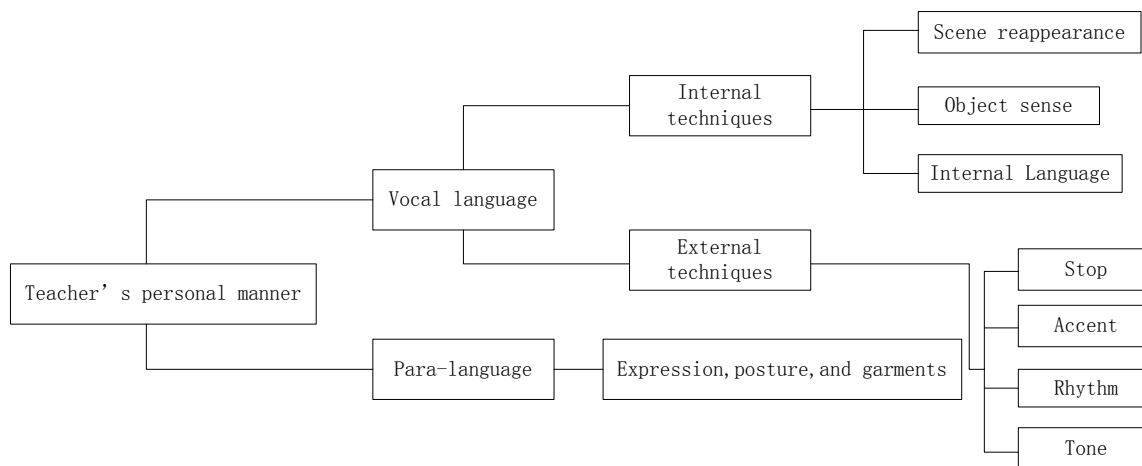 Scene reappearance
Internal
techniques
Object sense
Internal Language
Vocal language
External
techniques
Stop
Teacher’s personal manner
Accent
Para-language
Expression,posture,and garments
Rhythm
Tone